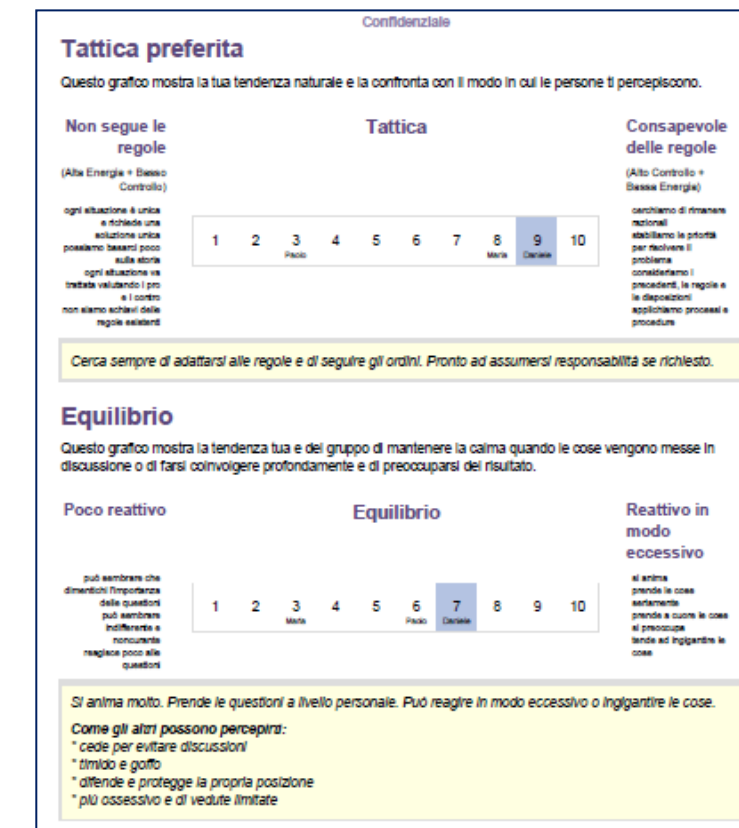 Confidenziale
Tattica preferita
Questo grafico mostra la tua tendenza naturale e la confronta con il modo in cui le persone ti percepiscono.
Non segue le
regole
(Alta Energia + Basso
Controllo)
ogni situazione è unica
e richiede una
soluzione unica
possiamo basarci poco
sulla storia
ogni situazione va
trattata valutando i pro
e i contro
non siamo schiavi delle
regole esistenti
Tattica
1 2 3 4 5 6 7 8 9 10
Paolo Maria Daniele
Consapevole
delle regole
(Alto Controllo +
Bassa Energia)
cerchiamo di rimanere
razionali
stabiliamo le priorità
per risolvere il
problema
consideriamo i
precedenti, le regole e
le disposizioni
applichiamo processi e
procedure
Cerca sempre di adattarsi alle regole e di seguire gli ordini. Pronto ad assumersi responsabilità se richiesto.
Equilibrio
Questo grafico mostra la tendenza tua e del gruppo di mantenere la calma quando le cose vengono messe in
discussione o di farsi coinvolgere profondamente e di preoccuparsi del risultato.
Poco reattivo
può sembrare che
dimentichi l'importanza
delle questioni
può sembrare
indifferente e
noncurante
reagisce poco alle
questioni
Equilibrio
1 2 3 4 5 6 7 8 9 10
Maria Paolo Daniele
Reattivo in
modo
eccessivo
si anima
prende le cose
seriamente
prende a cuore le cose
si preoccupa
tende ad ingigantire le
cose
Si anima molto. Prende le questioni a livello personale. Può reagire in modo eccessivo o ingigantire le cose.
Come gli altri possono percepirti:
* cede per evitare discussioni
* timido e goffo
* difende e protegge la propria posizione
* più ossessivo e di vedute limitate